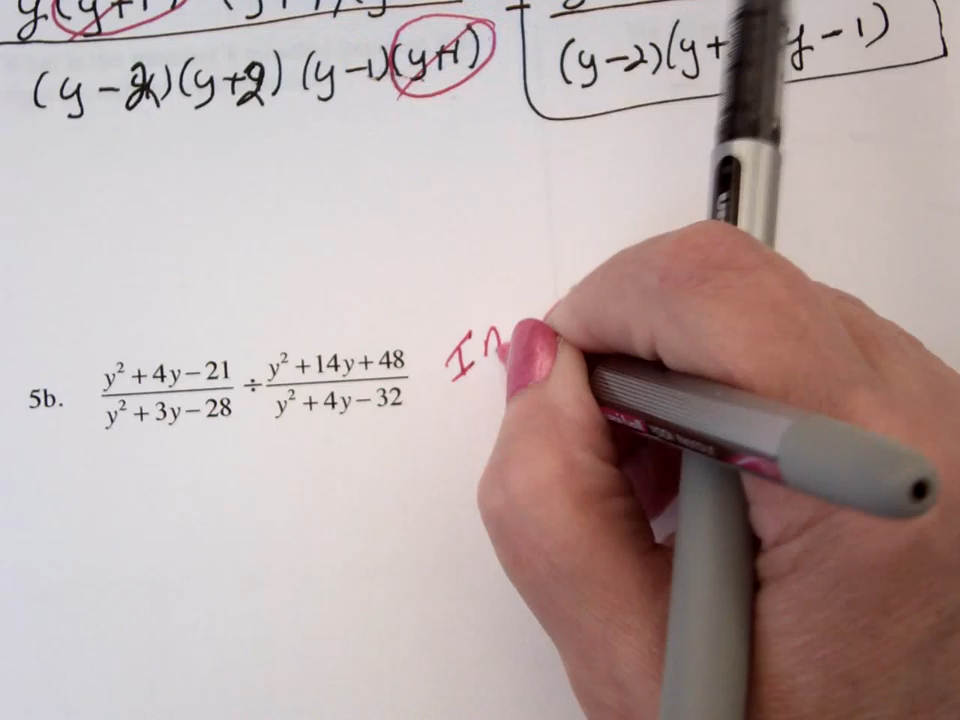 (y-2)(y+2) (y-1)(y+1) (y-2)(y+ y-1)
In
5b. y² + 4y − 21 / y² + 3y − 28 ÷ y² + 14y + 48 / y² + 4y − 32